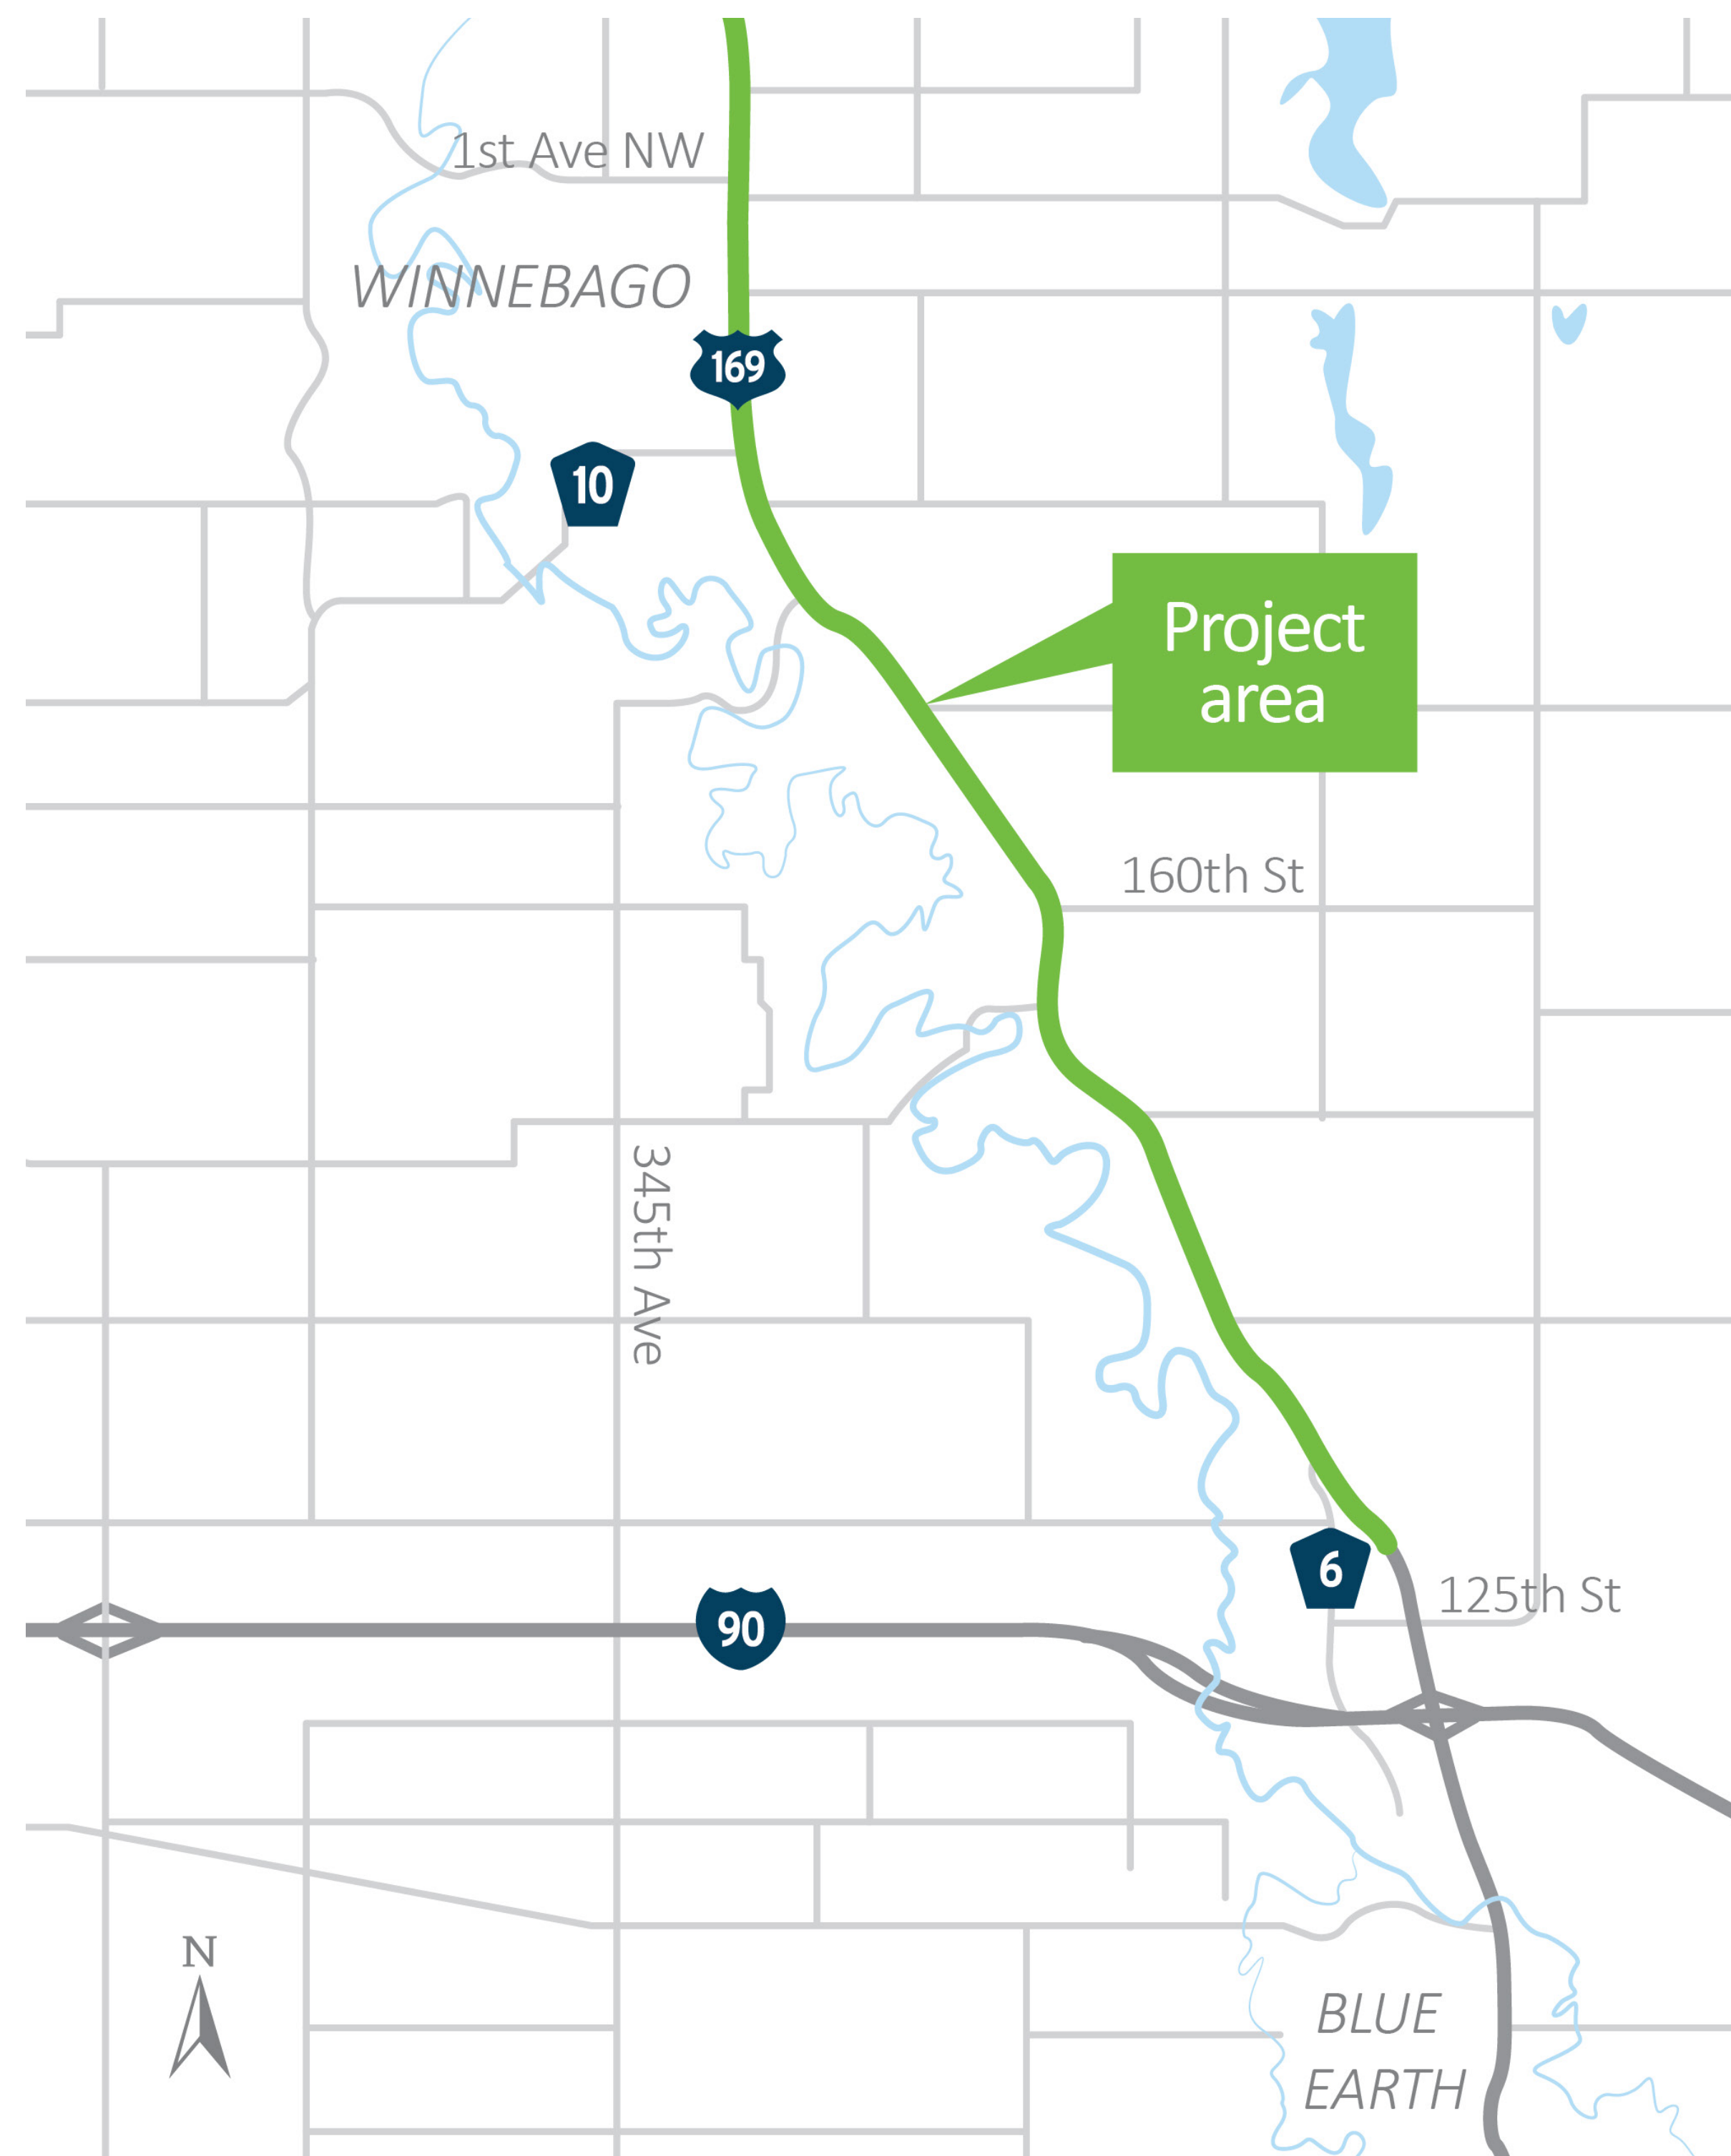 1st Ave NW
WINNEBAGO
169
10
Project
area
160th St
345th Ave
6
125th St
90
N
BLUE
EARTH